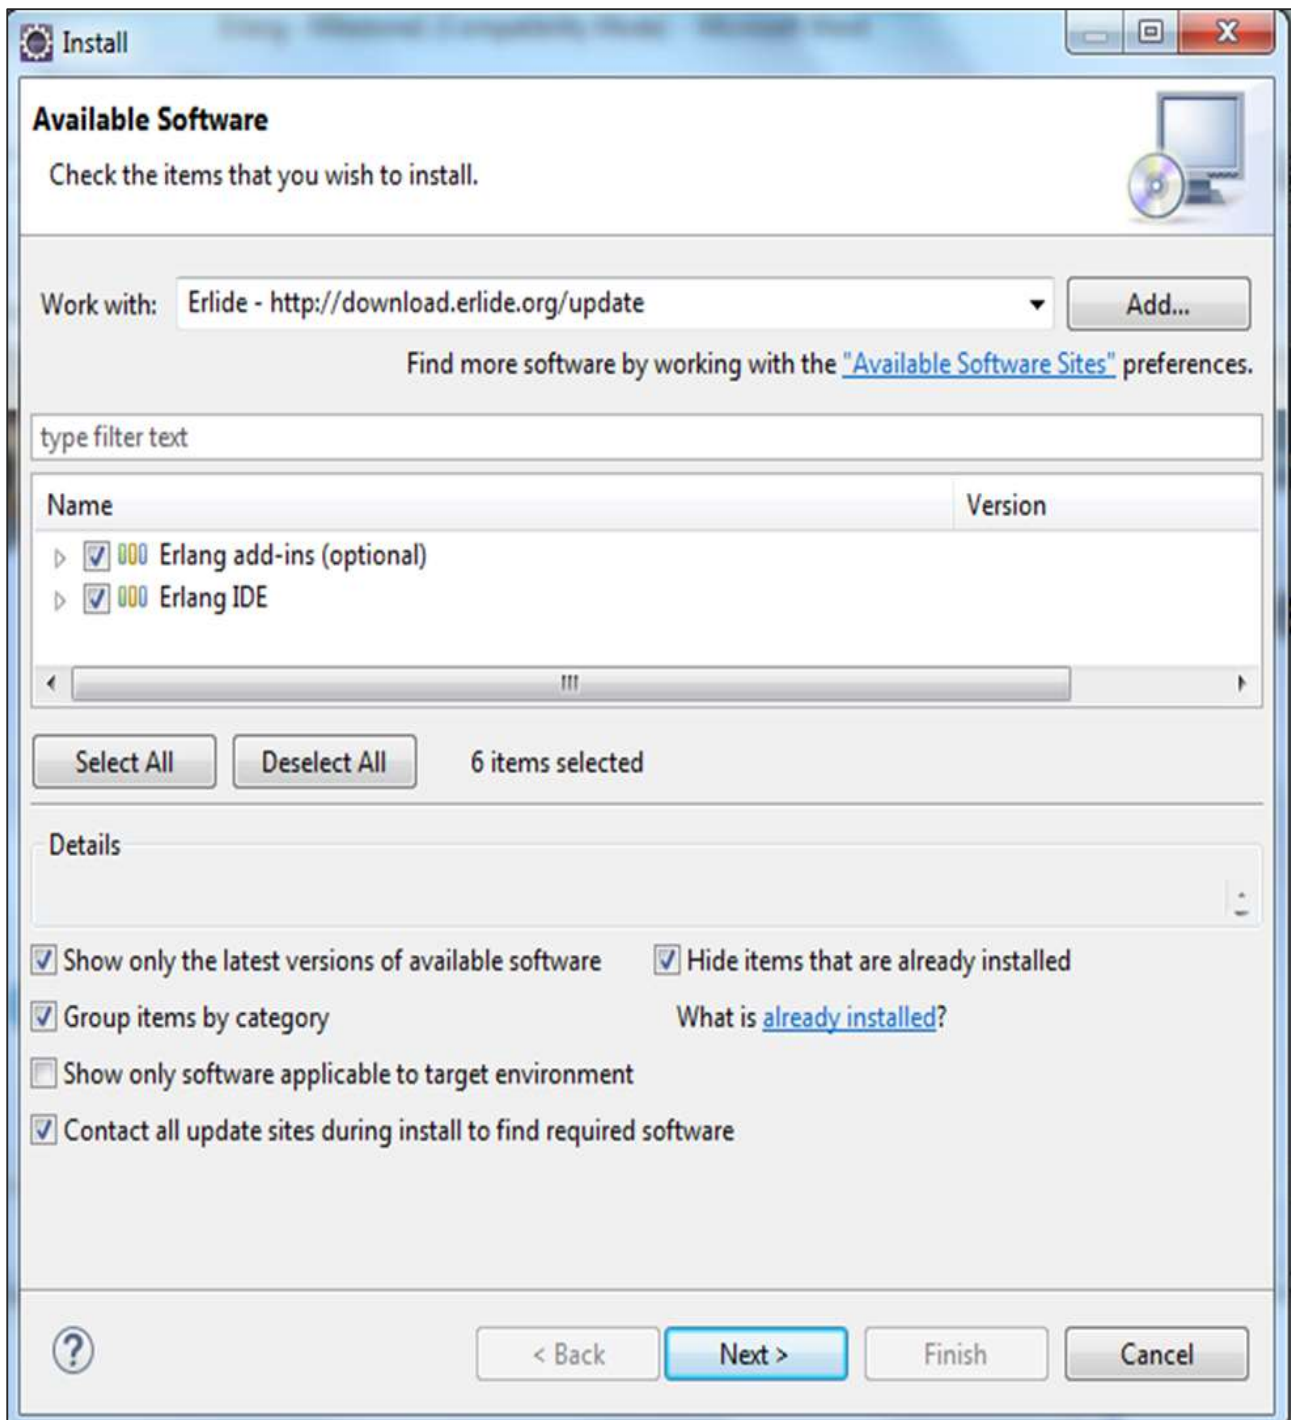 Install
Available Software
Check the items that you wish to install.
Work with: Erlide - http://download.erlide.org/update Add...
Find more software by working with the "Available Software Sites" preferences.
type filter text
Name Version
Erlang add-ins (optional)
Erlang IDE
Select All Deselect All 6 items selected
Details
Show only the latest versions of available software Hide items that are already installed
Group items by category What is already installed?
Show only software applicable to target environment
Contact all update sites during install to find required software
? < Back Next > Finish Cancel